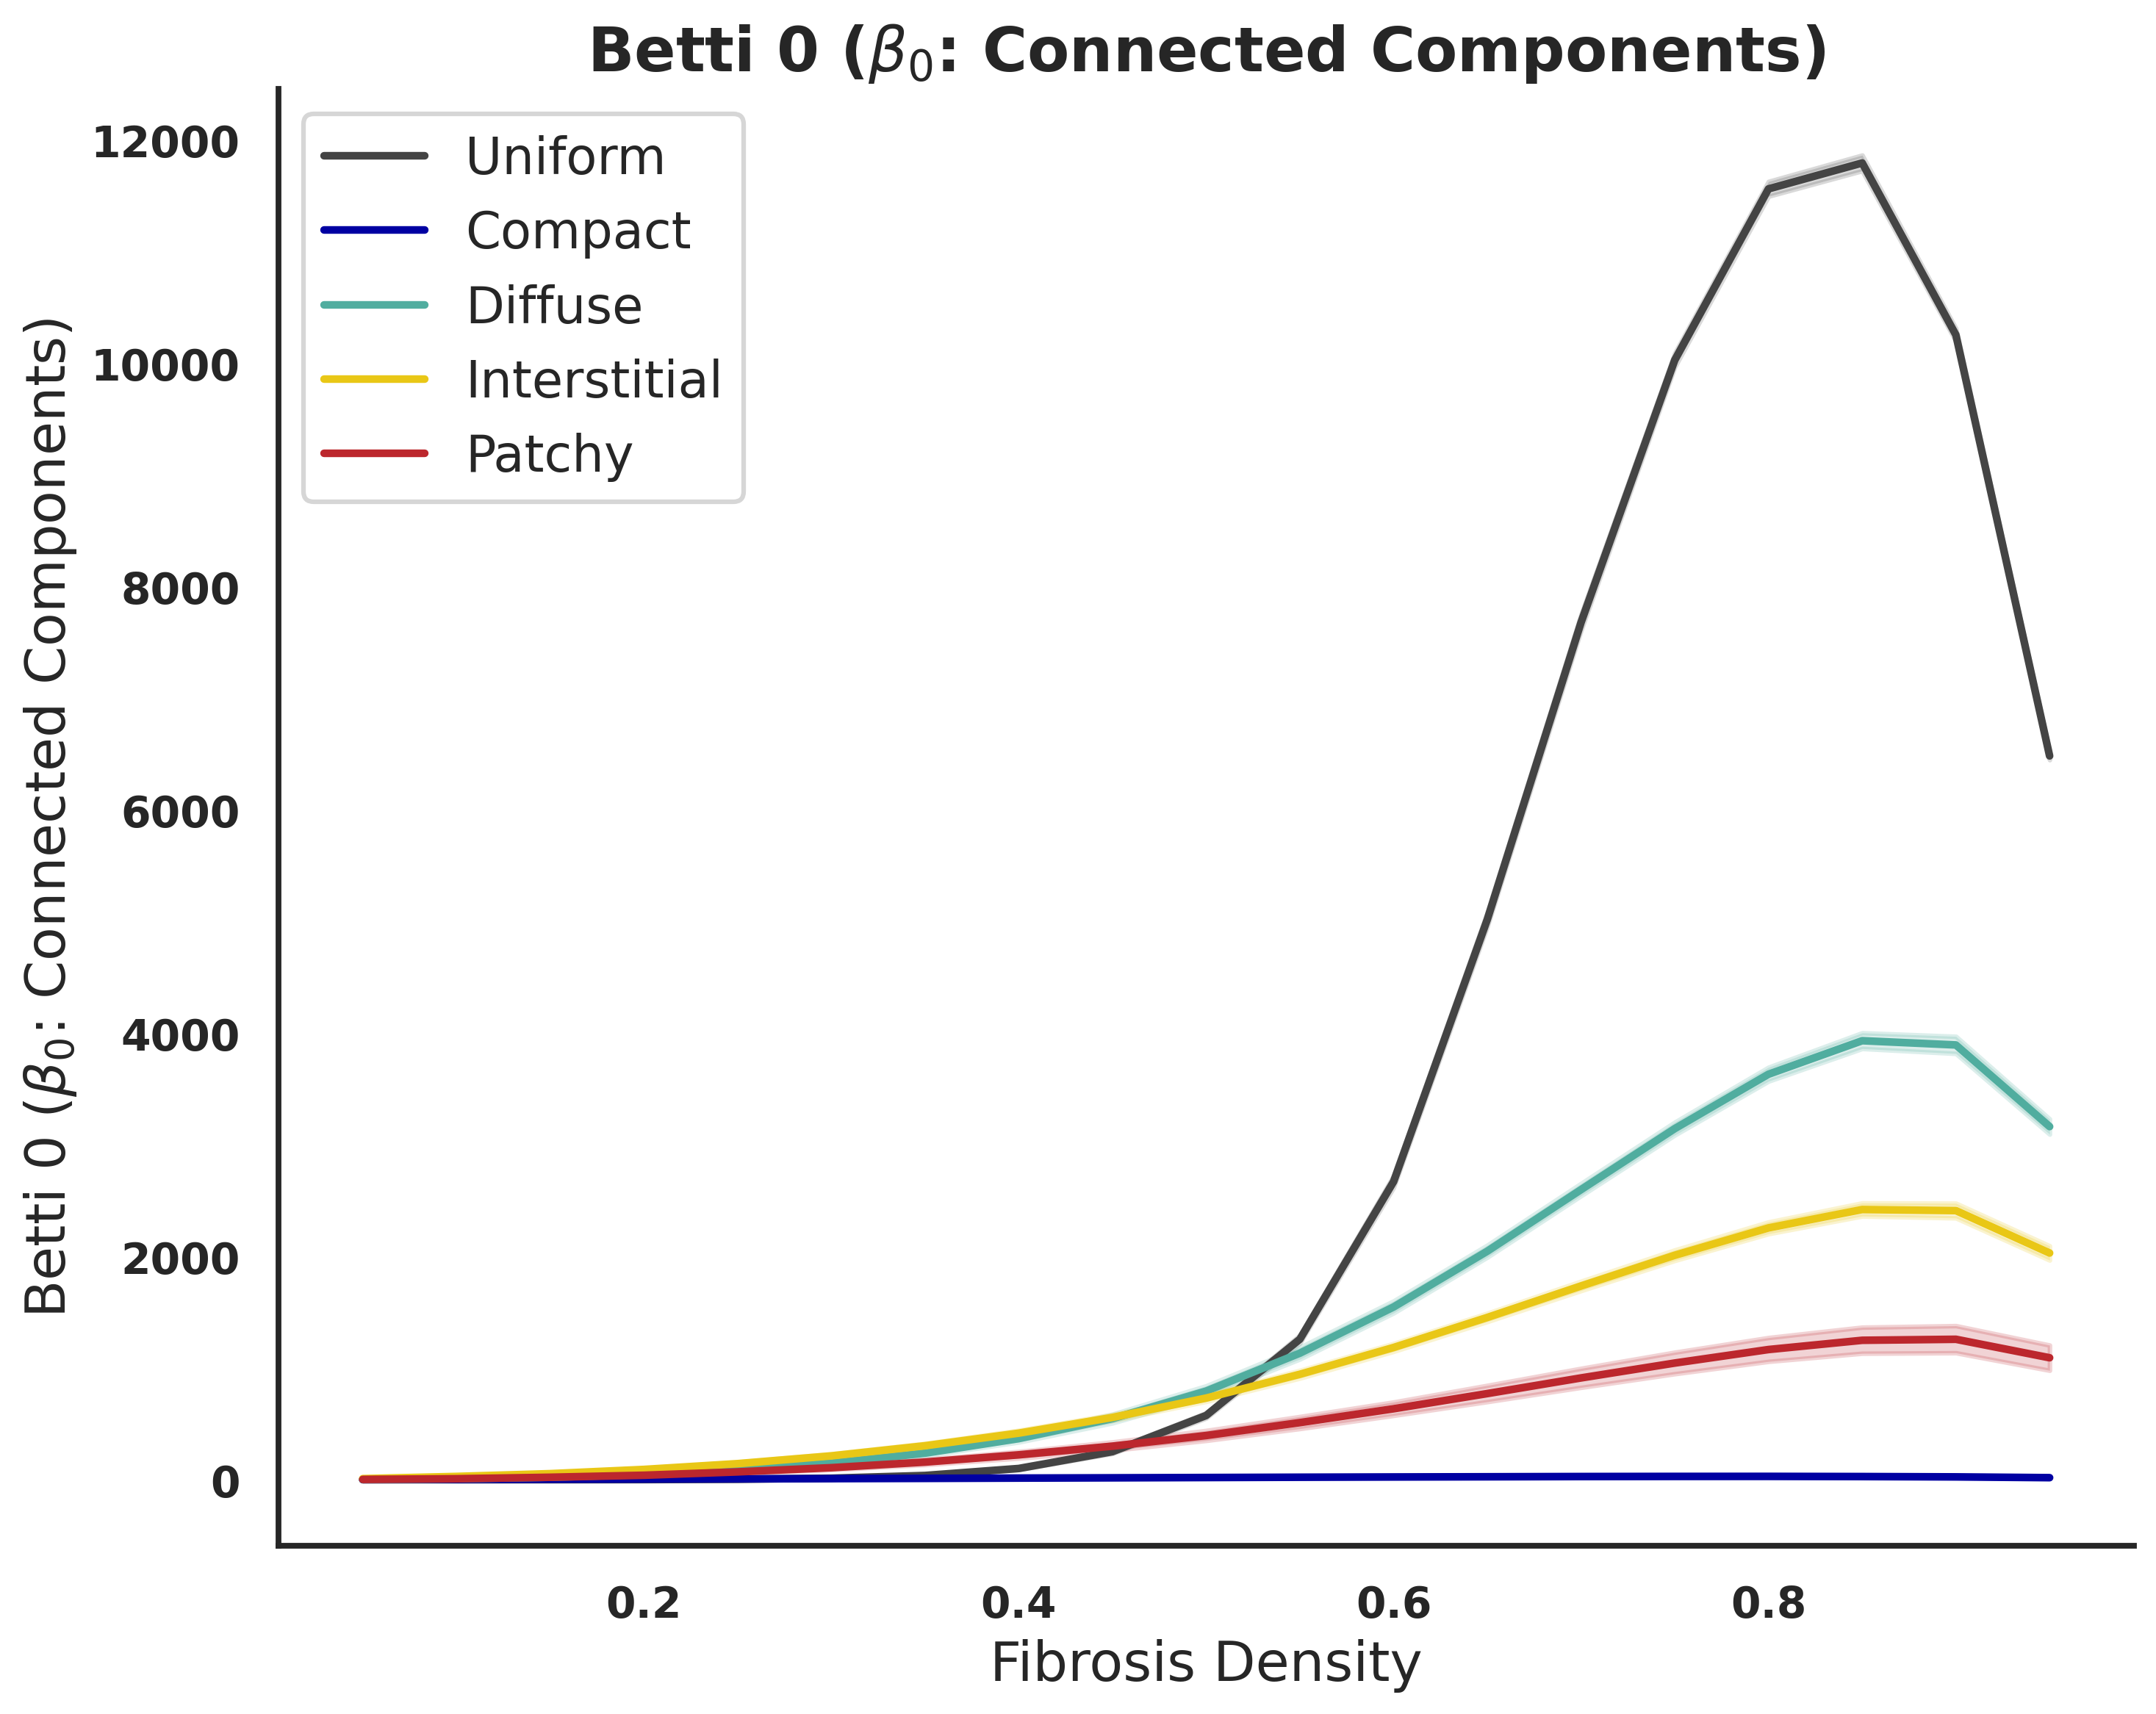 Betti 0 (β₀: Connected Components)
Betti 0 (β₀: Connected Components)
12000
10000
8000
6000
4000
2000
0
Uniform
Compact
Diffuse
Interstitial
Patchy
0.2 0.4 0.6 0.8
Fibrosis Density